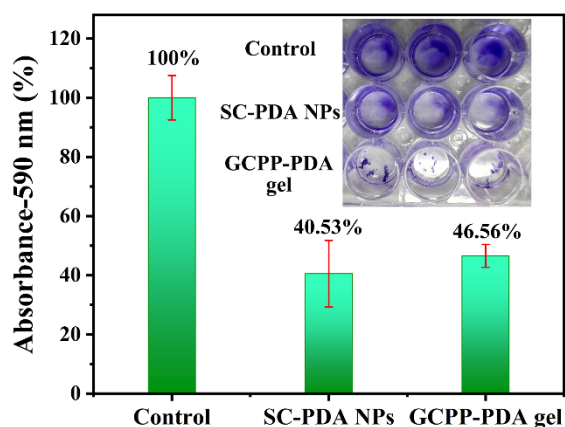 Absorbance-590 nm (%)
120
100
80
60
40
20
0
100%
40.53%
46.56%
Control
SC-PDA NPs
GCPP-PDA
gel
Control
SC-PDA NPs
GCPP-PDA gel